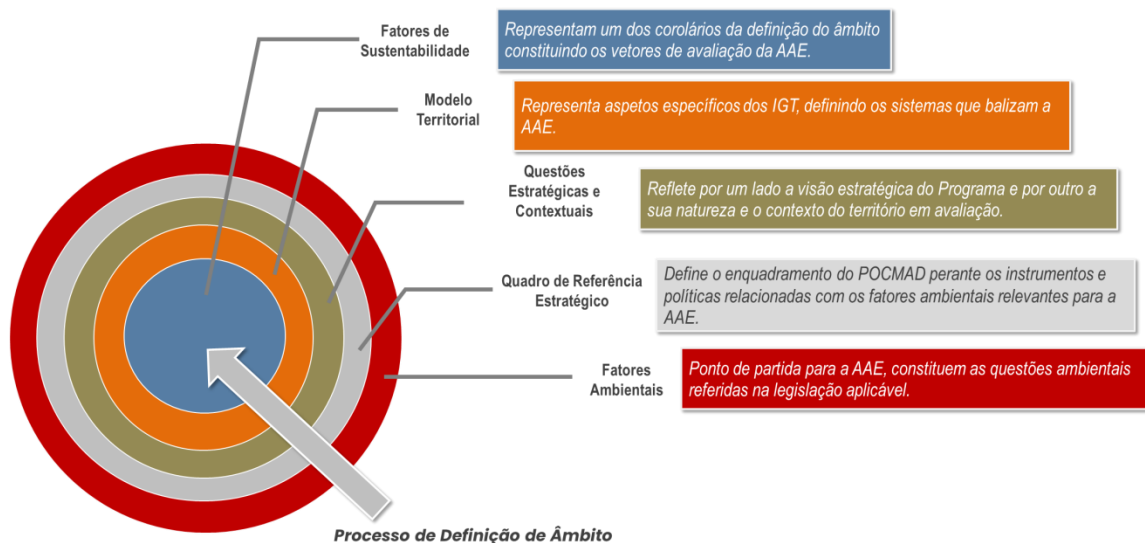 Fatores de
Sustentabilidade
Representam um dos corolários da definição do âmbito
constituindo os vetores de avaliação da AAE.
Modelo
Territorial
Representa aspetos específicos dos IGT, definindo os sistemas que balizam a
AAE.
Questões
Estratégicas e
Contextuais
Reflete por um lado a visão estratégica do Programa e por outro a
sua natureza e o contexto do território em avaliação.
Quadro de Referência
Estratégico
Define o enquadramento do POCMAD perante os instrumentos e
políticas relacionadas com os fatores ambientais relevantes para a
AAE.
Fatores
Ambientais
Ponto de partida para a AAE, constituem as questões ambientais
referidas na legislação aplicável.
Processo de Definição de Âmbito